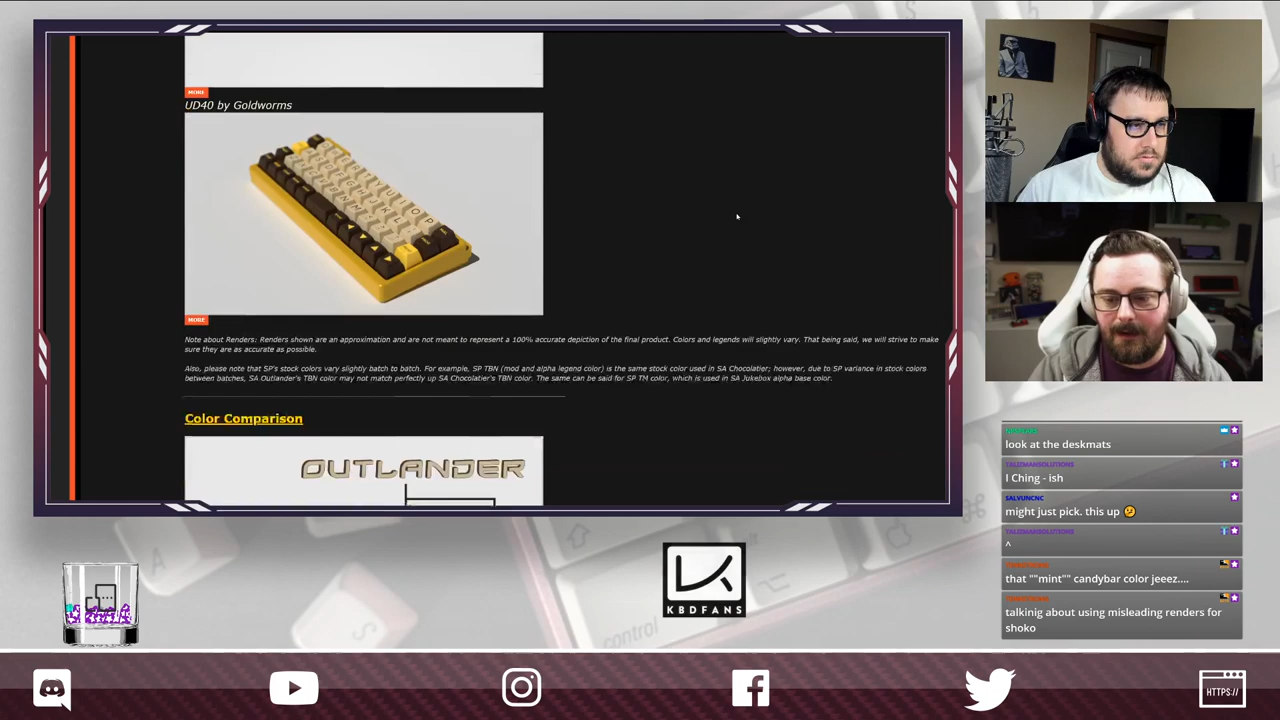 MORE
UD40 by Goldworms
MORE
Note about Renders: Renders shown are an approximation and are not meant to represent a 100% accurate depiction of the final product. Colors and legends will slightly vary. That being said, we will strive to make
sure they are as accurate as possible.
Also, please note that SP's stock colors vary slightly batch to batch. For example, SP TBN (mod and alpha legend color) is the same stock color used in SA Chocolatier; however, due to SP variance in stock colors
between batches, SA Outlander's TBN color may not match perfectly up SA Chocolatier's TBN color. The same can be said for SP TM color, which is used in SA Jukebox alpha base color.
Color Comparison
OUTLANDER
look at the deskmats
TALIZMANSOLUTIONS
I Ching - ish
SALVUNCNC
might just pick. this up
TALIZMANSOLUTIONS
^
that ""mint"" candybar color jeeez....
talkinig about using misleading renders for
shoko
KBDFANS
control
HTTPS://